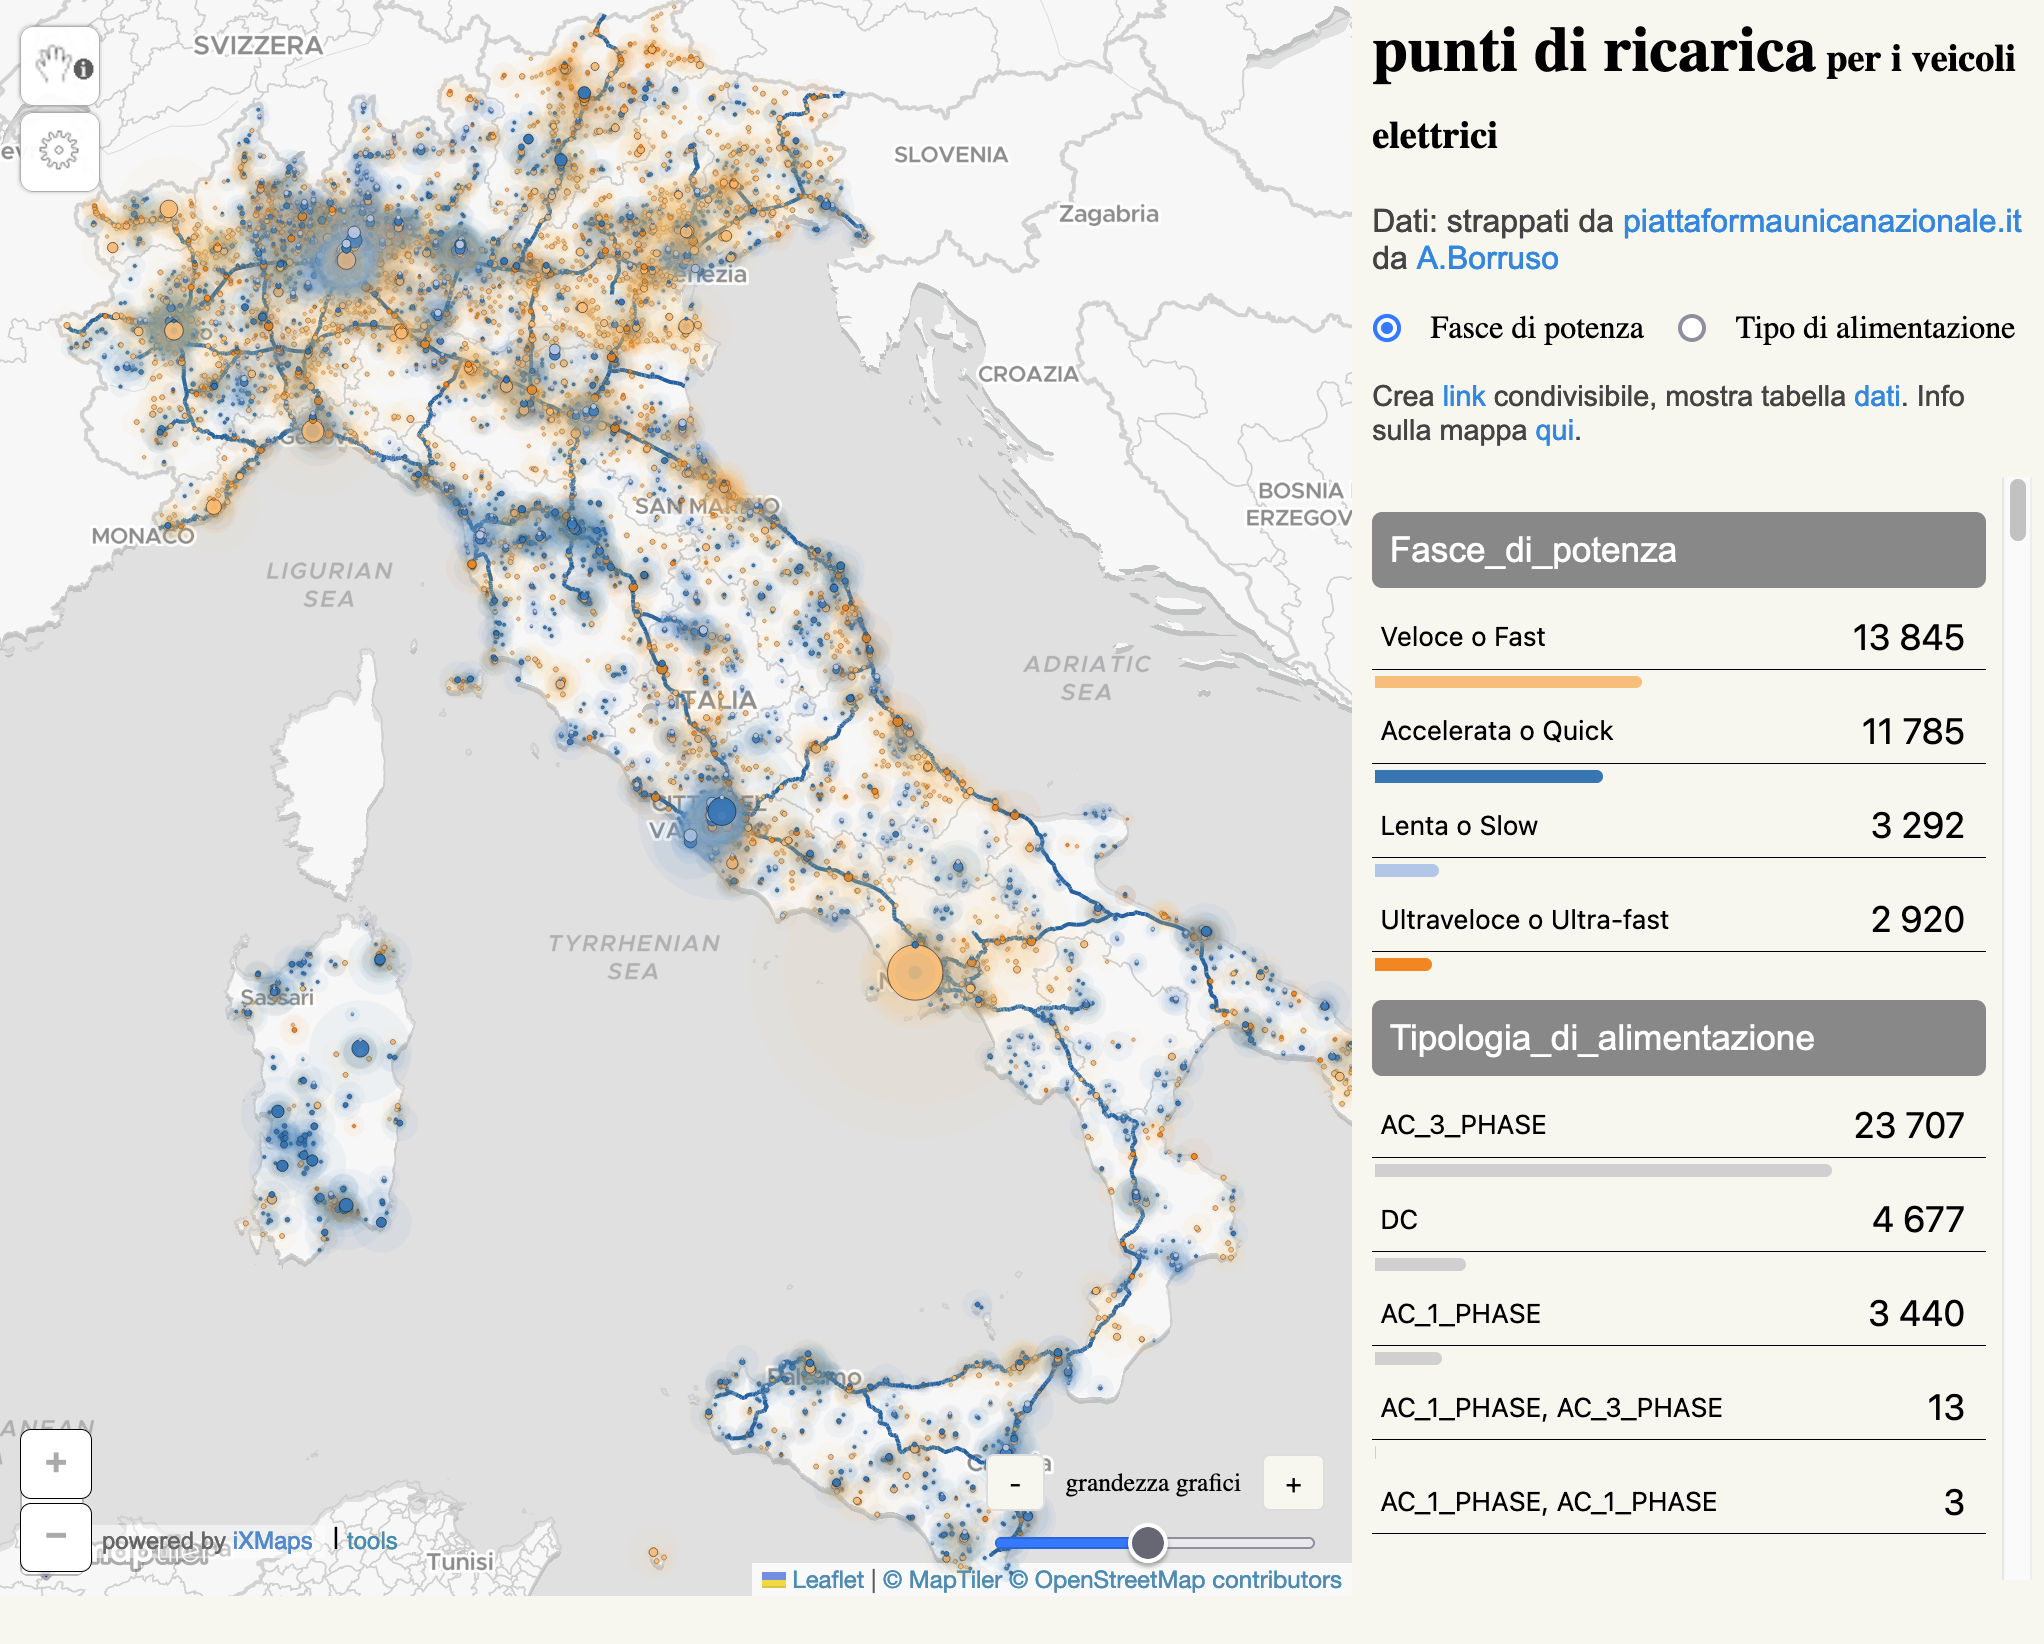 SVIZZERA
SLOVENIA
Zagabria
CROAZIA
BOSNIA
ERZEGOV
SAN MA
MONACO
LIGURIAN
SEA
ADRIATIC
SEA
ITALIA
TYRRHENIAN
SEA
Sassari
Palermo
Tunisi
punti di ricarica per i veicoli
elettrici
Dati: strappati da piattaformaunicanazionale.it
da A.Borruso
Fasce di potenza
Tipo di alimentazione
Crea link condivisibile, mostra tabella dati. Info
sulla mappa qui.
Fasce_di_potenza
Veloce o Fast 13 845
Accelerata o Quick 11 785
Lenta o Slow 3 292
Ultraveloce o Ultra-fast 2 920
Tipologia_di_alimentazione
AC_3_PHASE 23 707
DC 4 677
AC_1_PHASE 3 440
AC_1_PHASE, AC_3_PHASE 13
AC_1_PHASE, AC_1_PHASE 3
- grandezza grafici +
+
−
powered by iXMaps | tools
Leaflet | © MapTiler © OpenStreetMap contributors